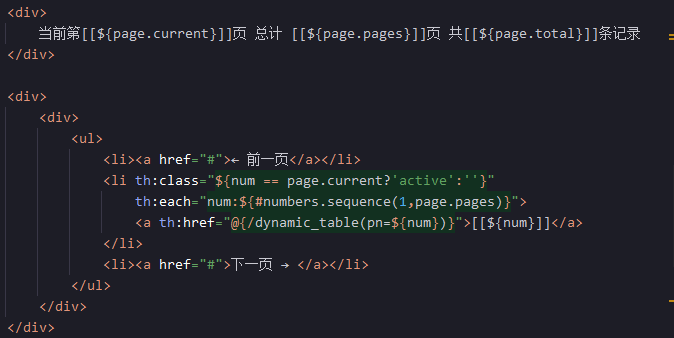 <div>
    当前第[[${page.current}]]页 总计 [[${page.pages}]]页 共[[${page.total}]]条记录
</div>

<div>
    <div>
        <ul>
            <li><a href="#">← 前一页</a></li>
            <li th:class="${num == page.current?'active':''}"
                th:each="num:${#numbers.sequence(1,page.pages)}">
                <a th:href="@{/dynamic_table(pn=${num})}">[[${num}]]</a>
            </li>
            <li><a href="#">下一页 → </a></li>
        </ul>
    </div>
</div>